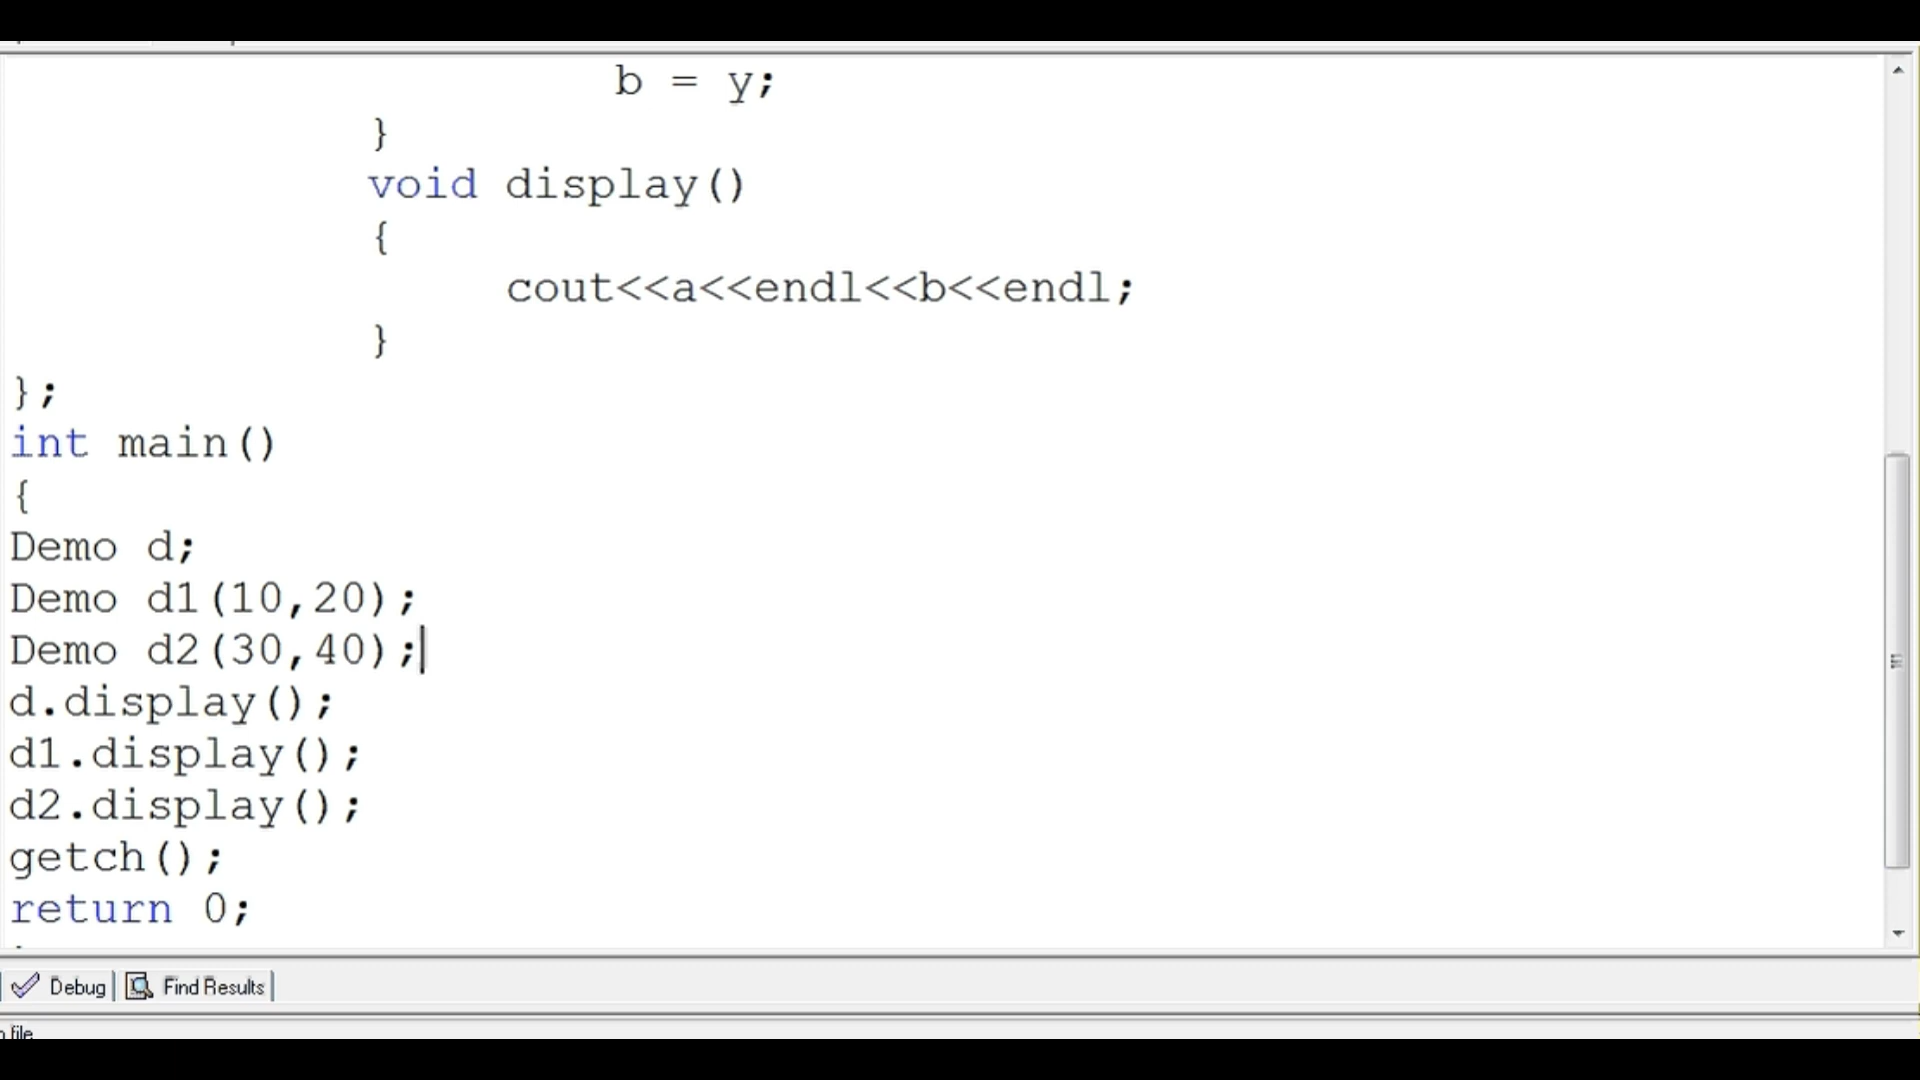 b = y;
}
void display()
{
cout<<a<<endl<<b<<endl;
}
};
int main()
{
Demo d;
Demo d1(10,20);
Demo d2(30,40);
d.display();
d1.display();
d2.display();
getch();
return 0;
Debug
Find Results
file